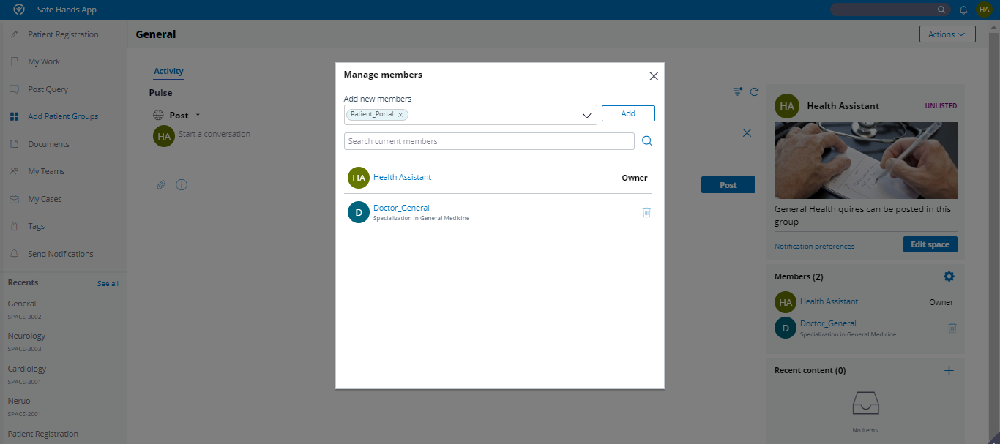 Safe Hands App
HA
Patient Registration
My Work
Post Query
Add Patient Groups
Documents
My Teams
My Cases
Tags
Send Notifications
Recents
See all
General
SPACE-3002
Neurology
SPACE-3003
Cardiology
SPACE-3001
Neruo
SPACE-2001
Patient Registration
General
Actions
Activity
Pulse
Post
HA
Start a conversation
Post
Manage members
Add new members
Patient_Portal
Add
Search current members
HA
Health Assistant
Owner
D
Doctor_General
Specialization in General Medicine
HA
Health Assistant
UNLISTED
General Health quires can be posted in this
group
Notification preferences
Edit space
Members (2)
HA
Health Assistant
Owner
D
Doctor_General
Specialization in General Medicine
Recent content (0)
No items